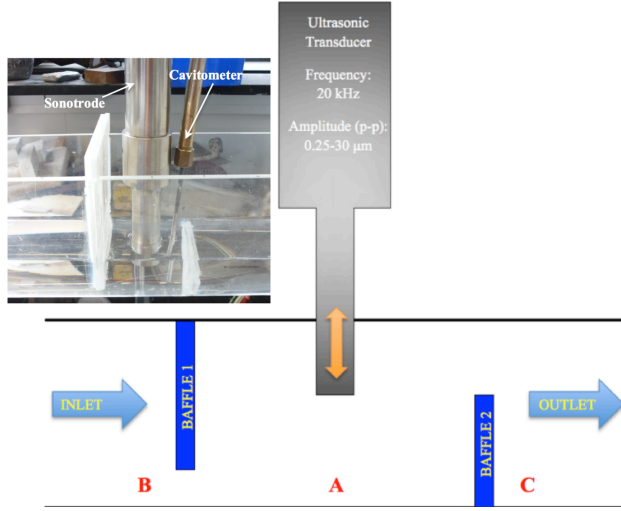 Ultrasonic
Transducer
Frequency:
20 kHz
Amplitude (p-p):
0.25-30 μm
Cavitometer
Sonotrode
BAFFLE 1
INLET
OUTLET
BAFFLE 2
B
A
C